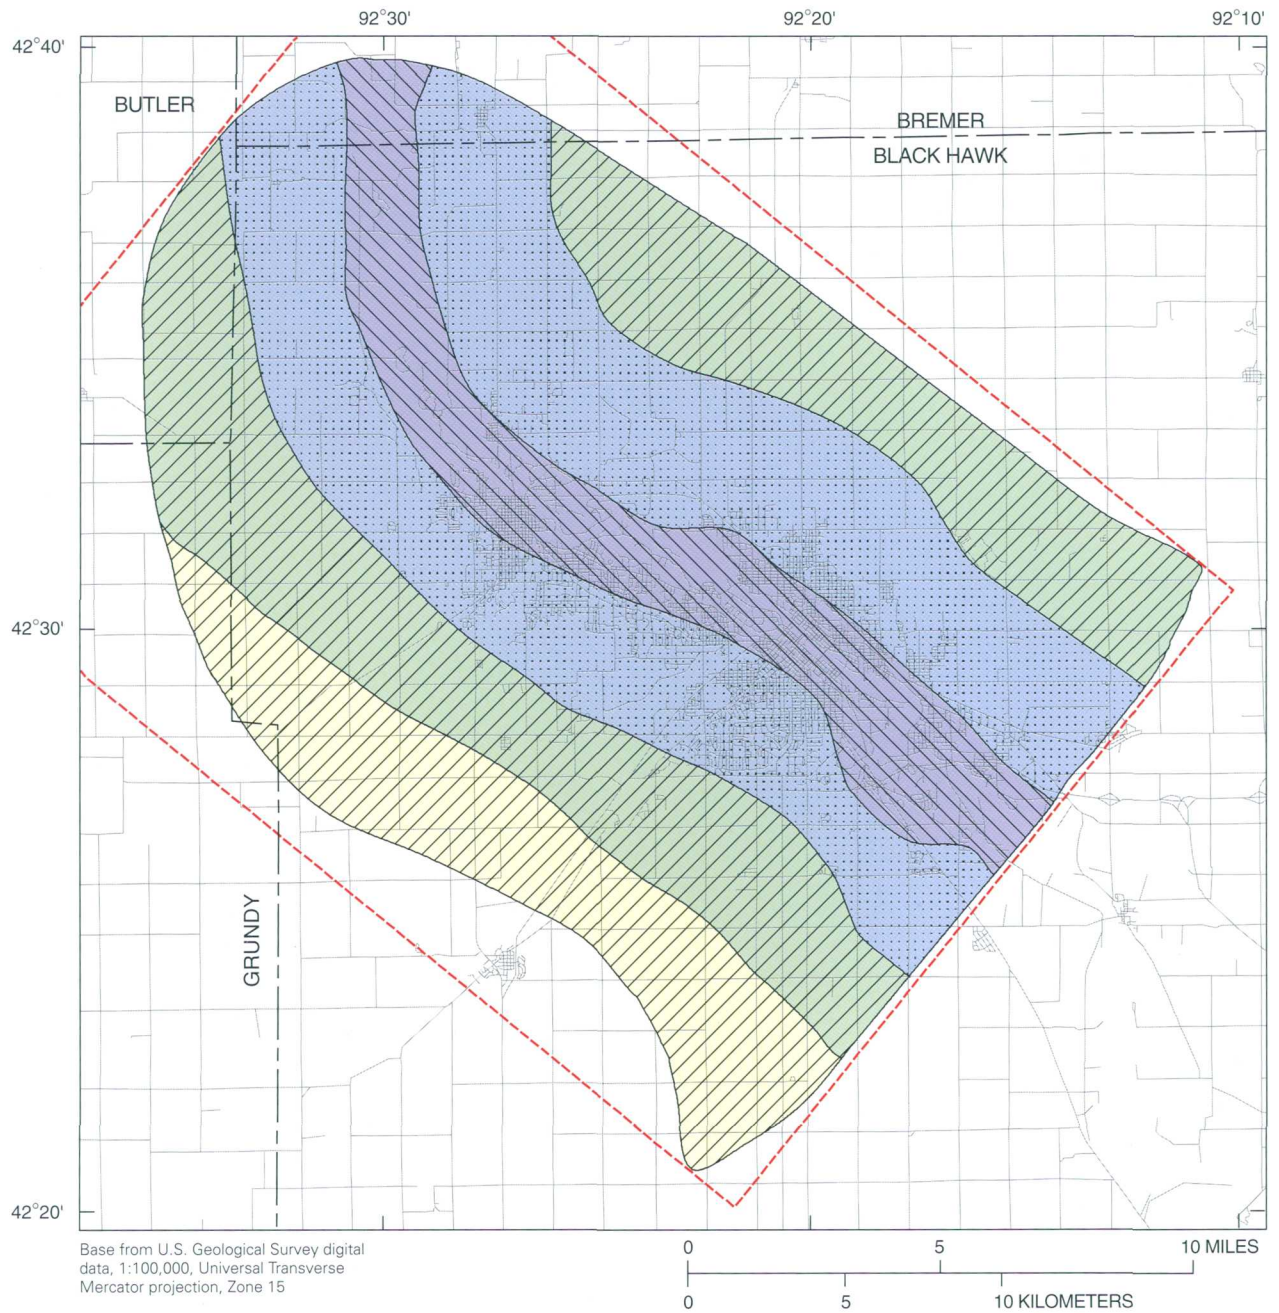 92°30'
92°20'
92°10'
42°40'
BUTLER
BREMER
BLACK HAWK
42°30'
GRUNDY
42°20'
Base from U.S. Geological Survey digital
data, 1:100,000, Universal Transverse
Mercator projection, Zone 15
0
5
10 MILES
0
5
10 KILOMETERS